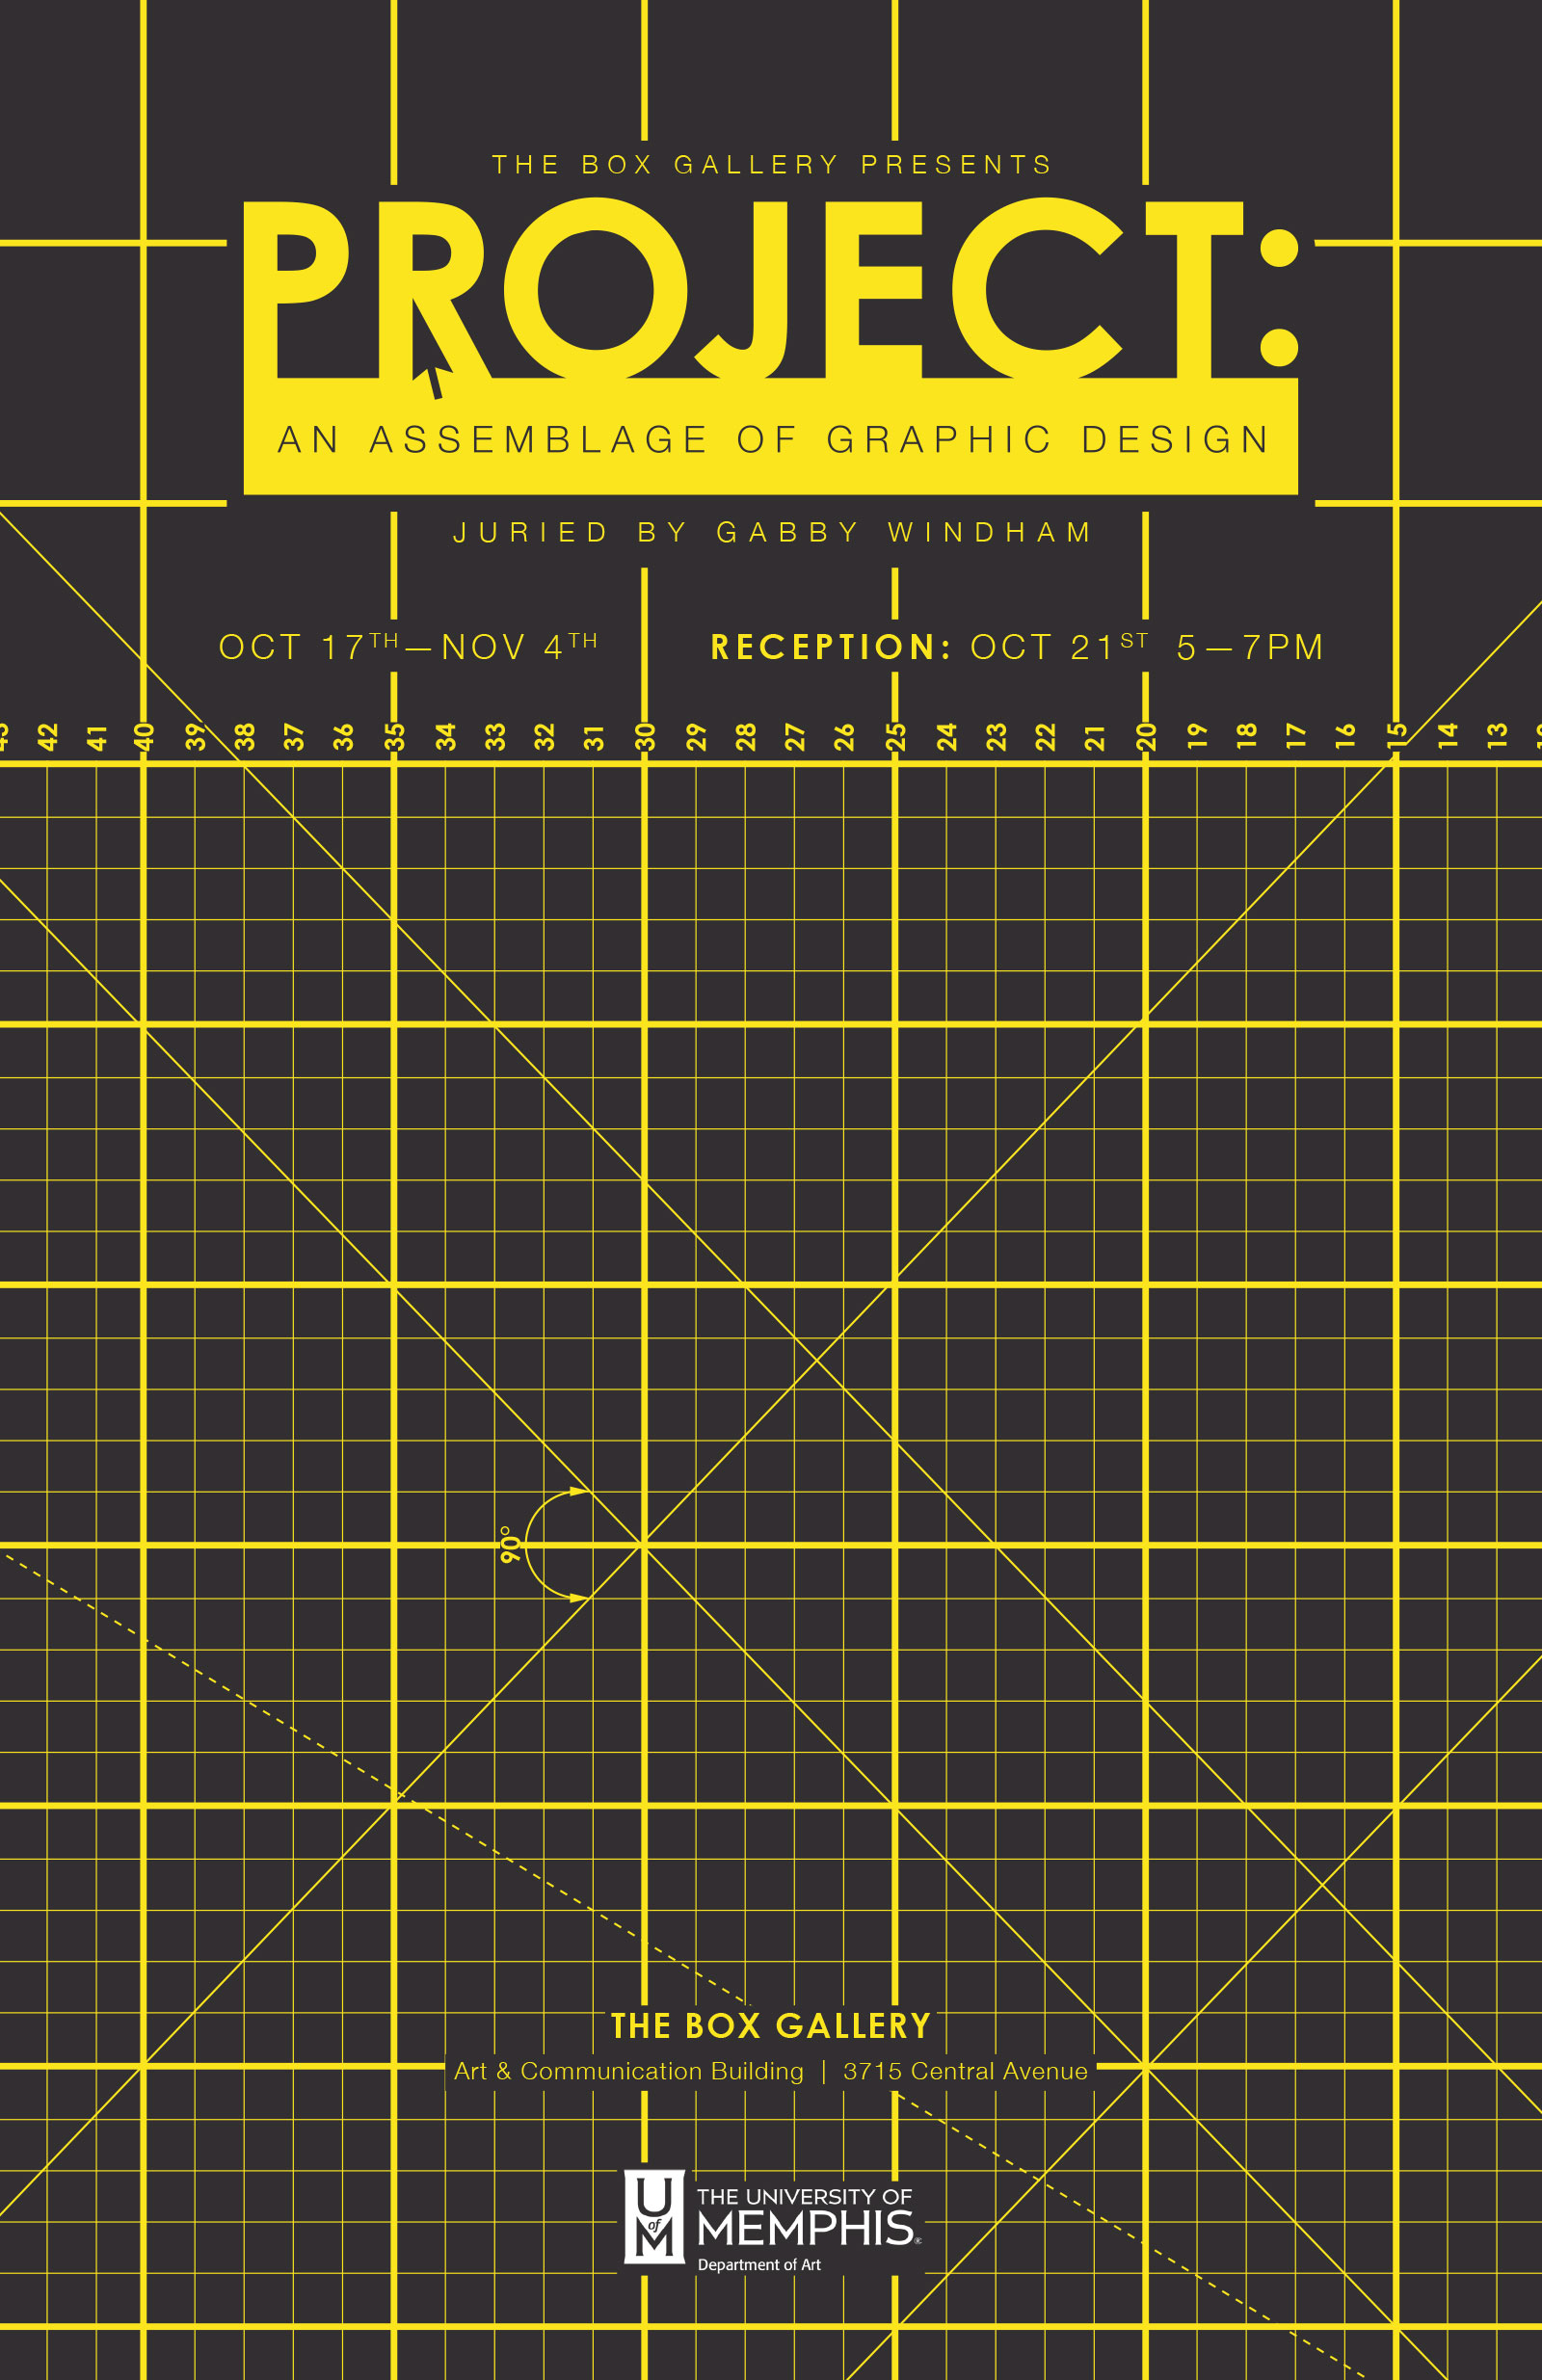 THE BOX GALLERY PRESENTS
PROJECT:
AN ASSEMBLAGE OF GRAPHIC DESIGN
JURIED BY GABBY WINDHAM
OCT 17TH—NOV 4TH RECEPTION: OCT 21ST 5—7PM
43 42 41 40 39 38 37 36 35 34 33 32 31 30 29 28 27 26 25 24 23 22 21 20 19 18 17 16 15 14 13
90°
THE BOX GALLERY
Art & Communication Building | 3715 Central Avenue
UofM
THE UNIVERSITY OF
MEMPHIS®
Department of Art